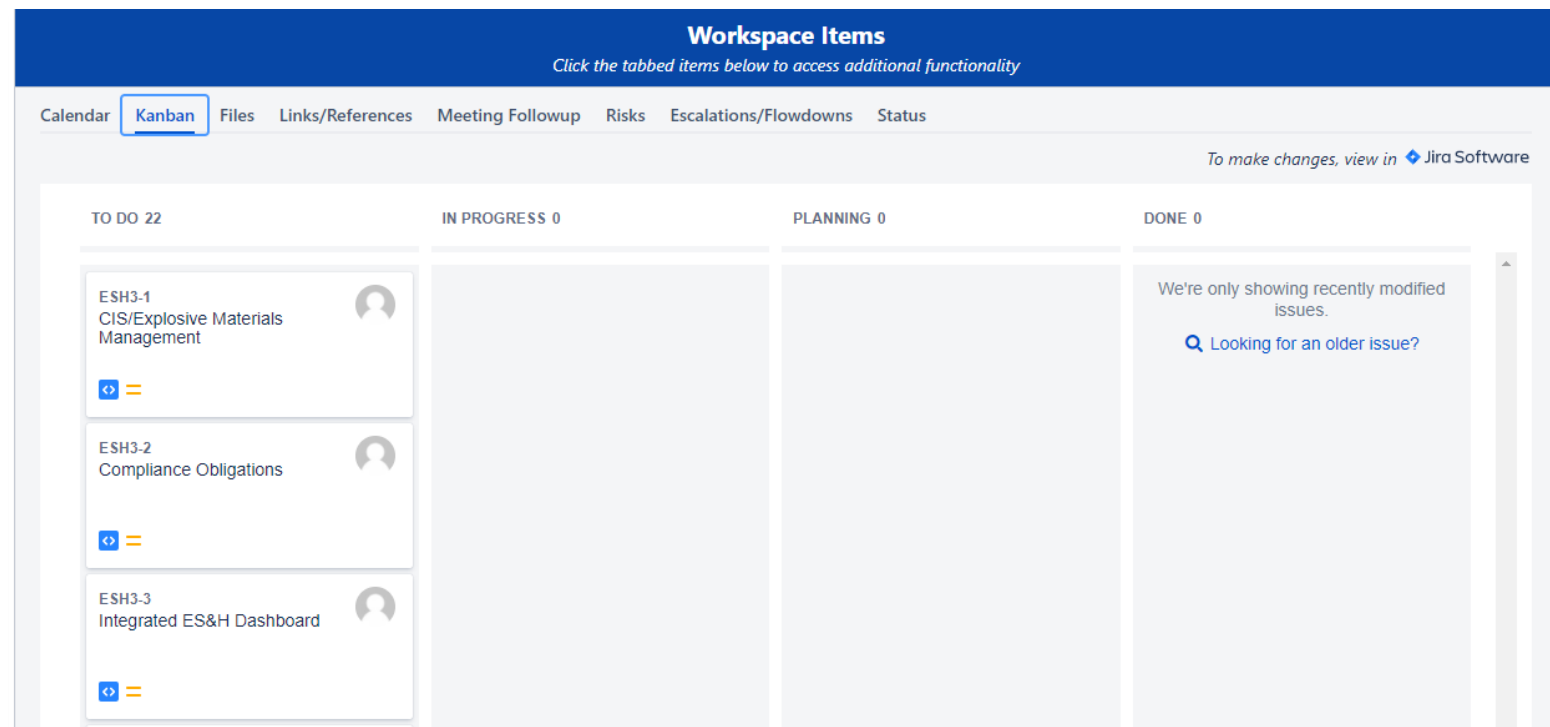 Workspace Items
Click the tabbed items below to access additional functionality
Calendar Kanban Files Links/References Meeting Followup Risks Escalations/Flowdowns Status
To make changes, view in Jira Software
TO DO 22 IN PROGRESS 0 PLANNING 0 DONE 0
ESH3-1
CIS/Explosive Materials
Management
ESH3-2
Compliance Obligations
ESH3-3
Integrated ES&H Dashboard
We're only showing recently modified
issues.
Looking for an older issue?